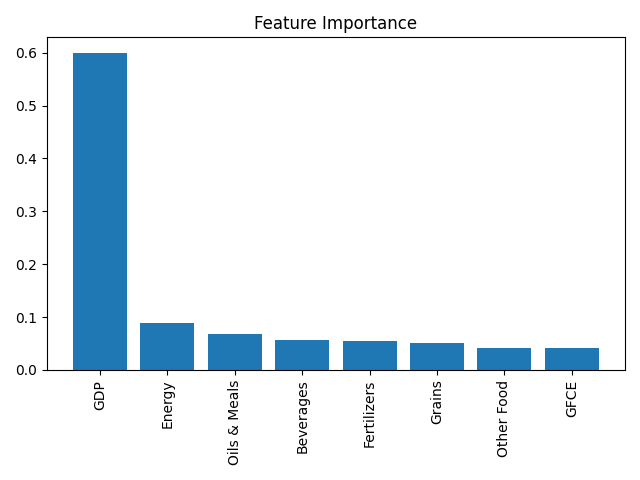 Feature Importance
0.6
0.5
0.4
0.3
0.2
0.1
0.0
GDP
Energy
Oils & Meals
Beverages
Fertilizers
Grains
Other Food
GFCE